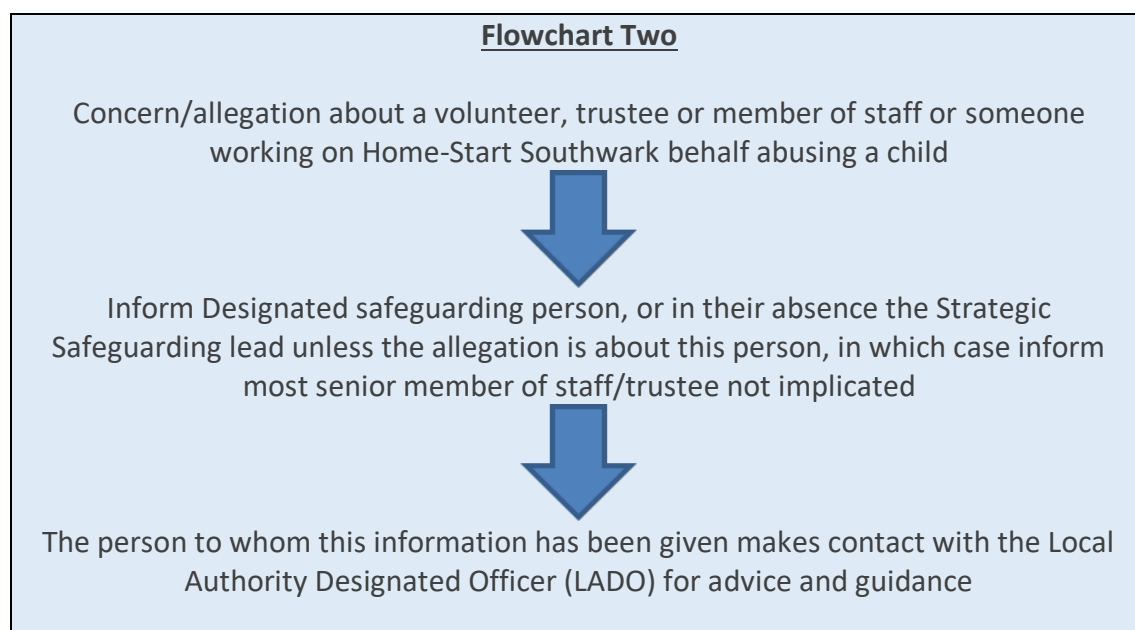 Flowchart Two
Concern/allegation about a volunteer, trustee or member of staff or someone
working on Home-Start Southwark behalf abusing a child
Inform Designated safeguarding person, or in their absence the Strategic
Safeguarding lead unless the allegation is about this person, in which case inform
most senior member of staff/trustee not implicated
The person to whom this information has been given makes contact with the Local
Authority Designated Officer (LADO) for advice and guidance